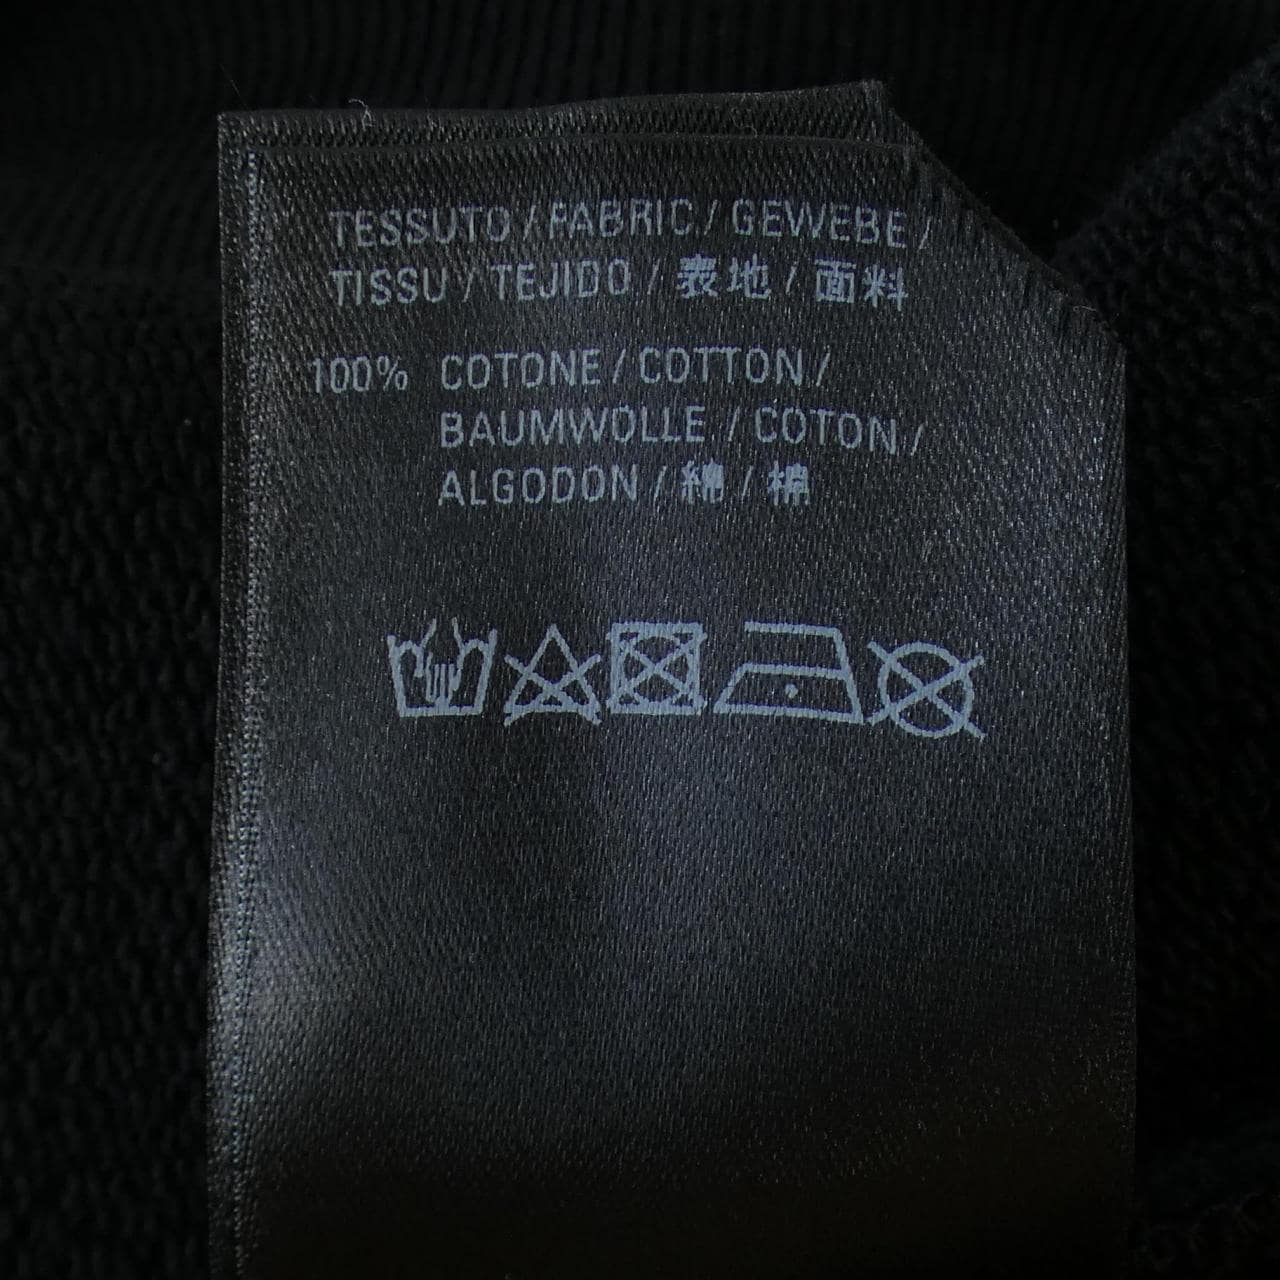 TESSUTO / FABRIC / GEWEBE /
TISSU / TEJIDO / 表地 / 面料
100% COTONE / COTTON /
BAUMWOLLE / COTON /
ALGODON / 綿 / 棉